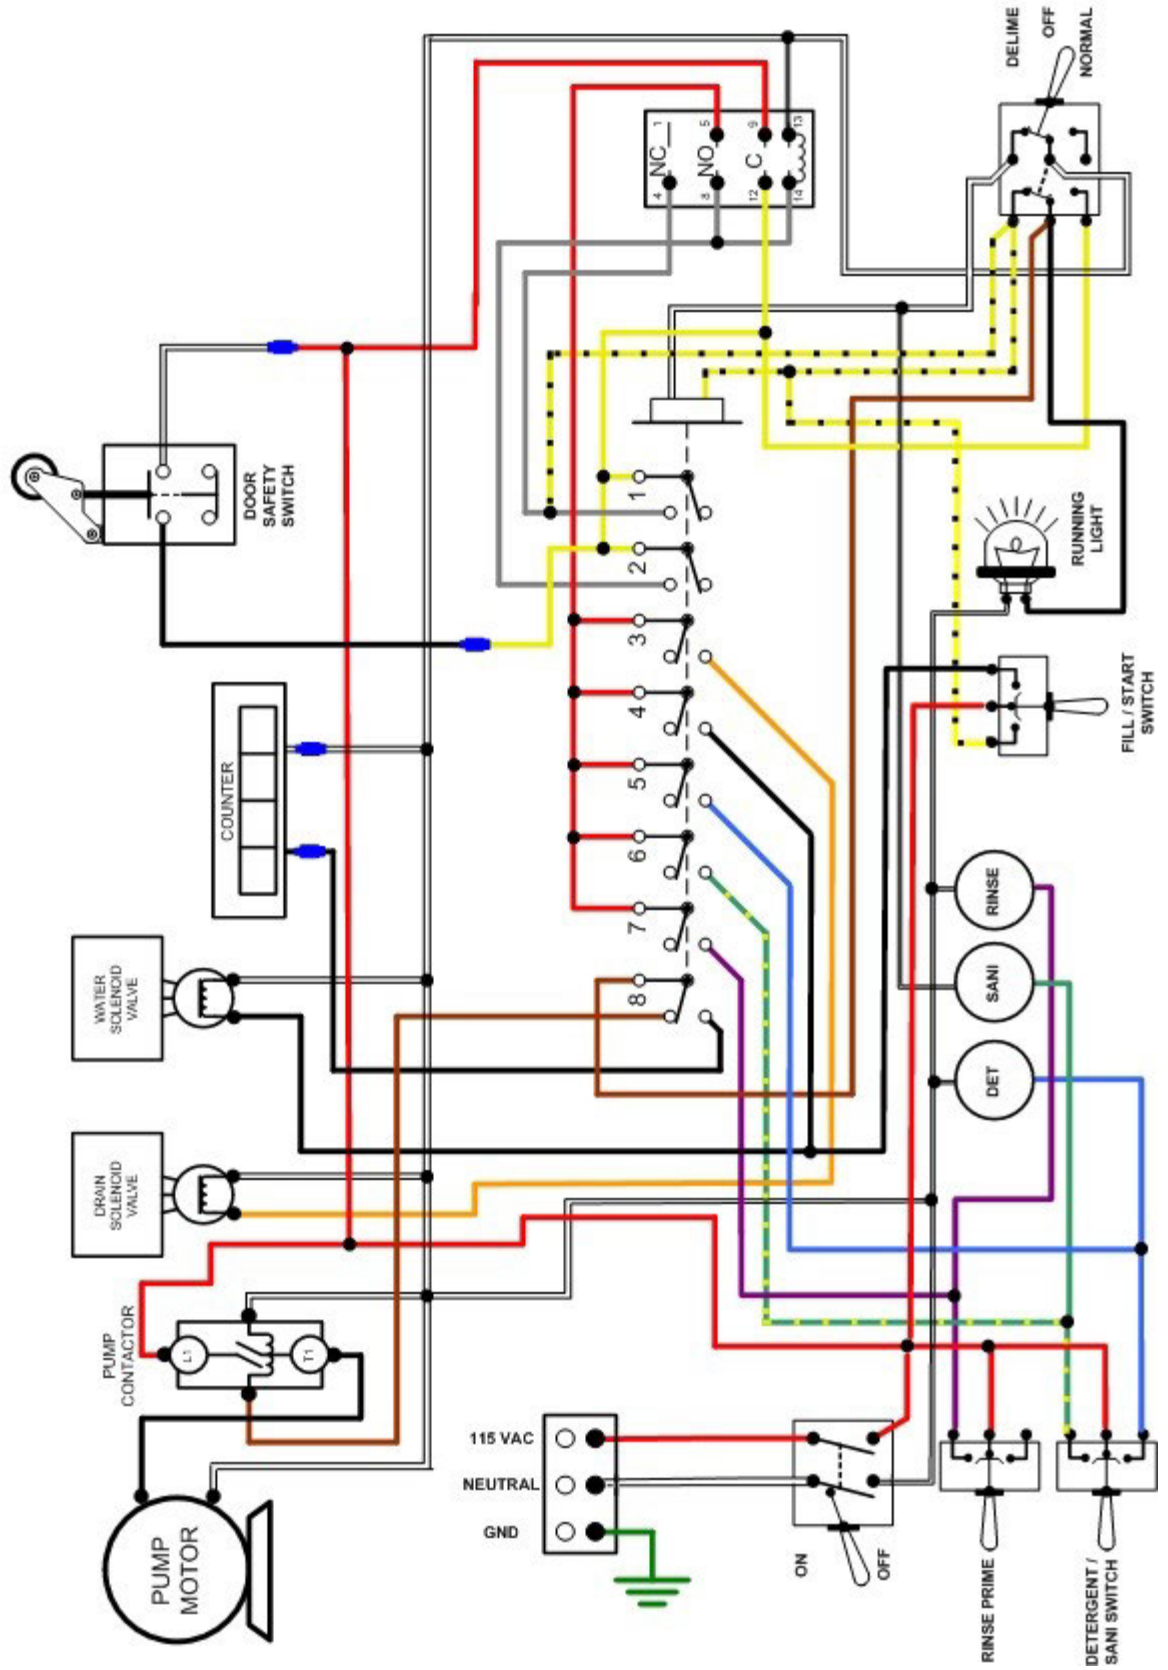 DELIME
OFF
NORMAL
NC
1
4
NO
5
8
C
9
12
13
14
DOOR
SAFETY
SWITCH
1
2
3
4
5
6
7
8
RUNNING
LIGHT
FILL / START
SWITCH
COUNTER
WATER
SOLENOID
VALVE
DRAIN
SOLENOID
VALVE
RINSE
SANI
DET
PUMP
CONTACTOR
L1
T1
PUMP
MOTOR
115 VAC
NEUTRAL
GND
ON
OFF
RINSE PRIME
DETERGENT /
SANI SWITCH